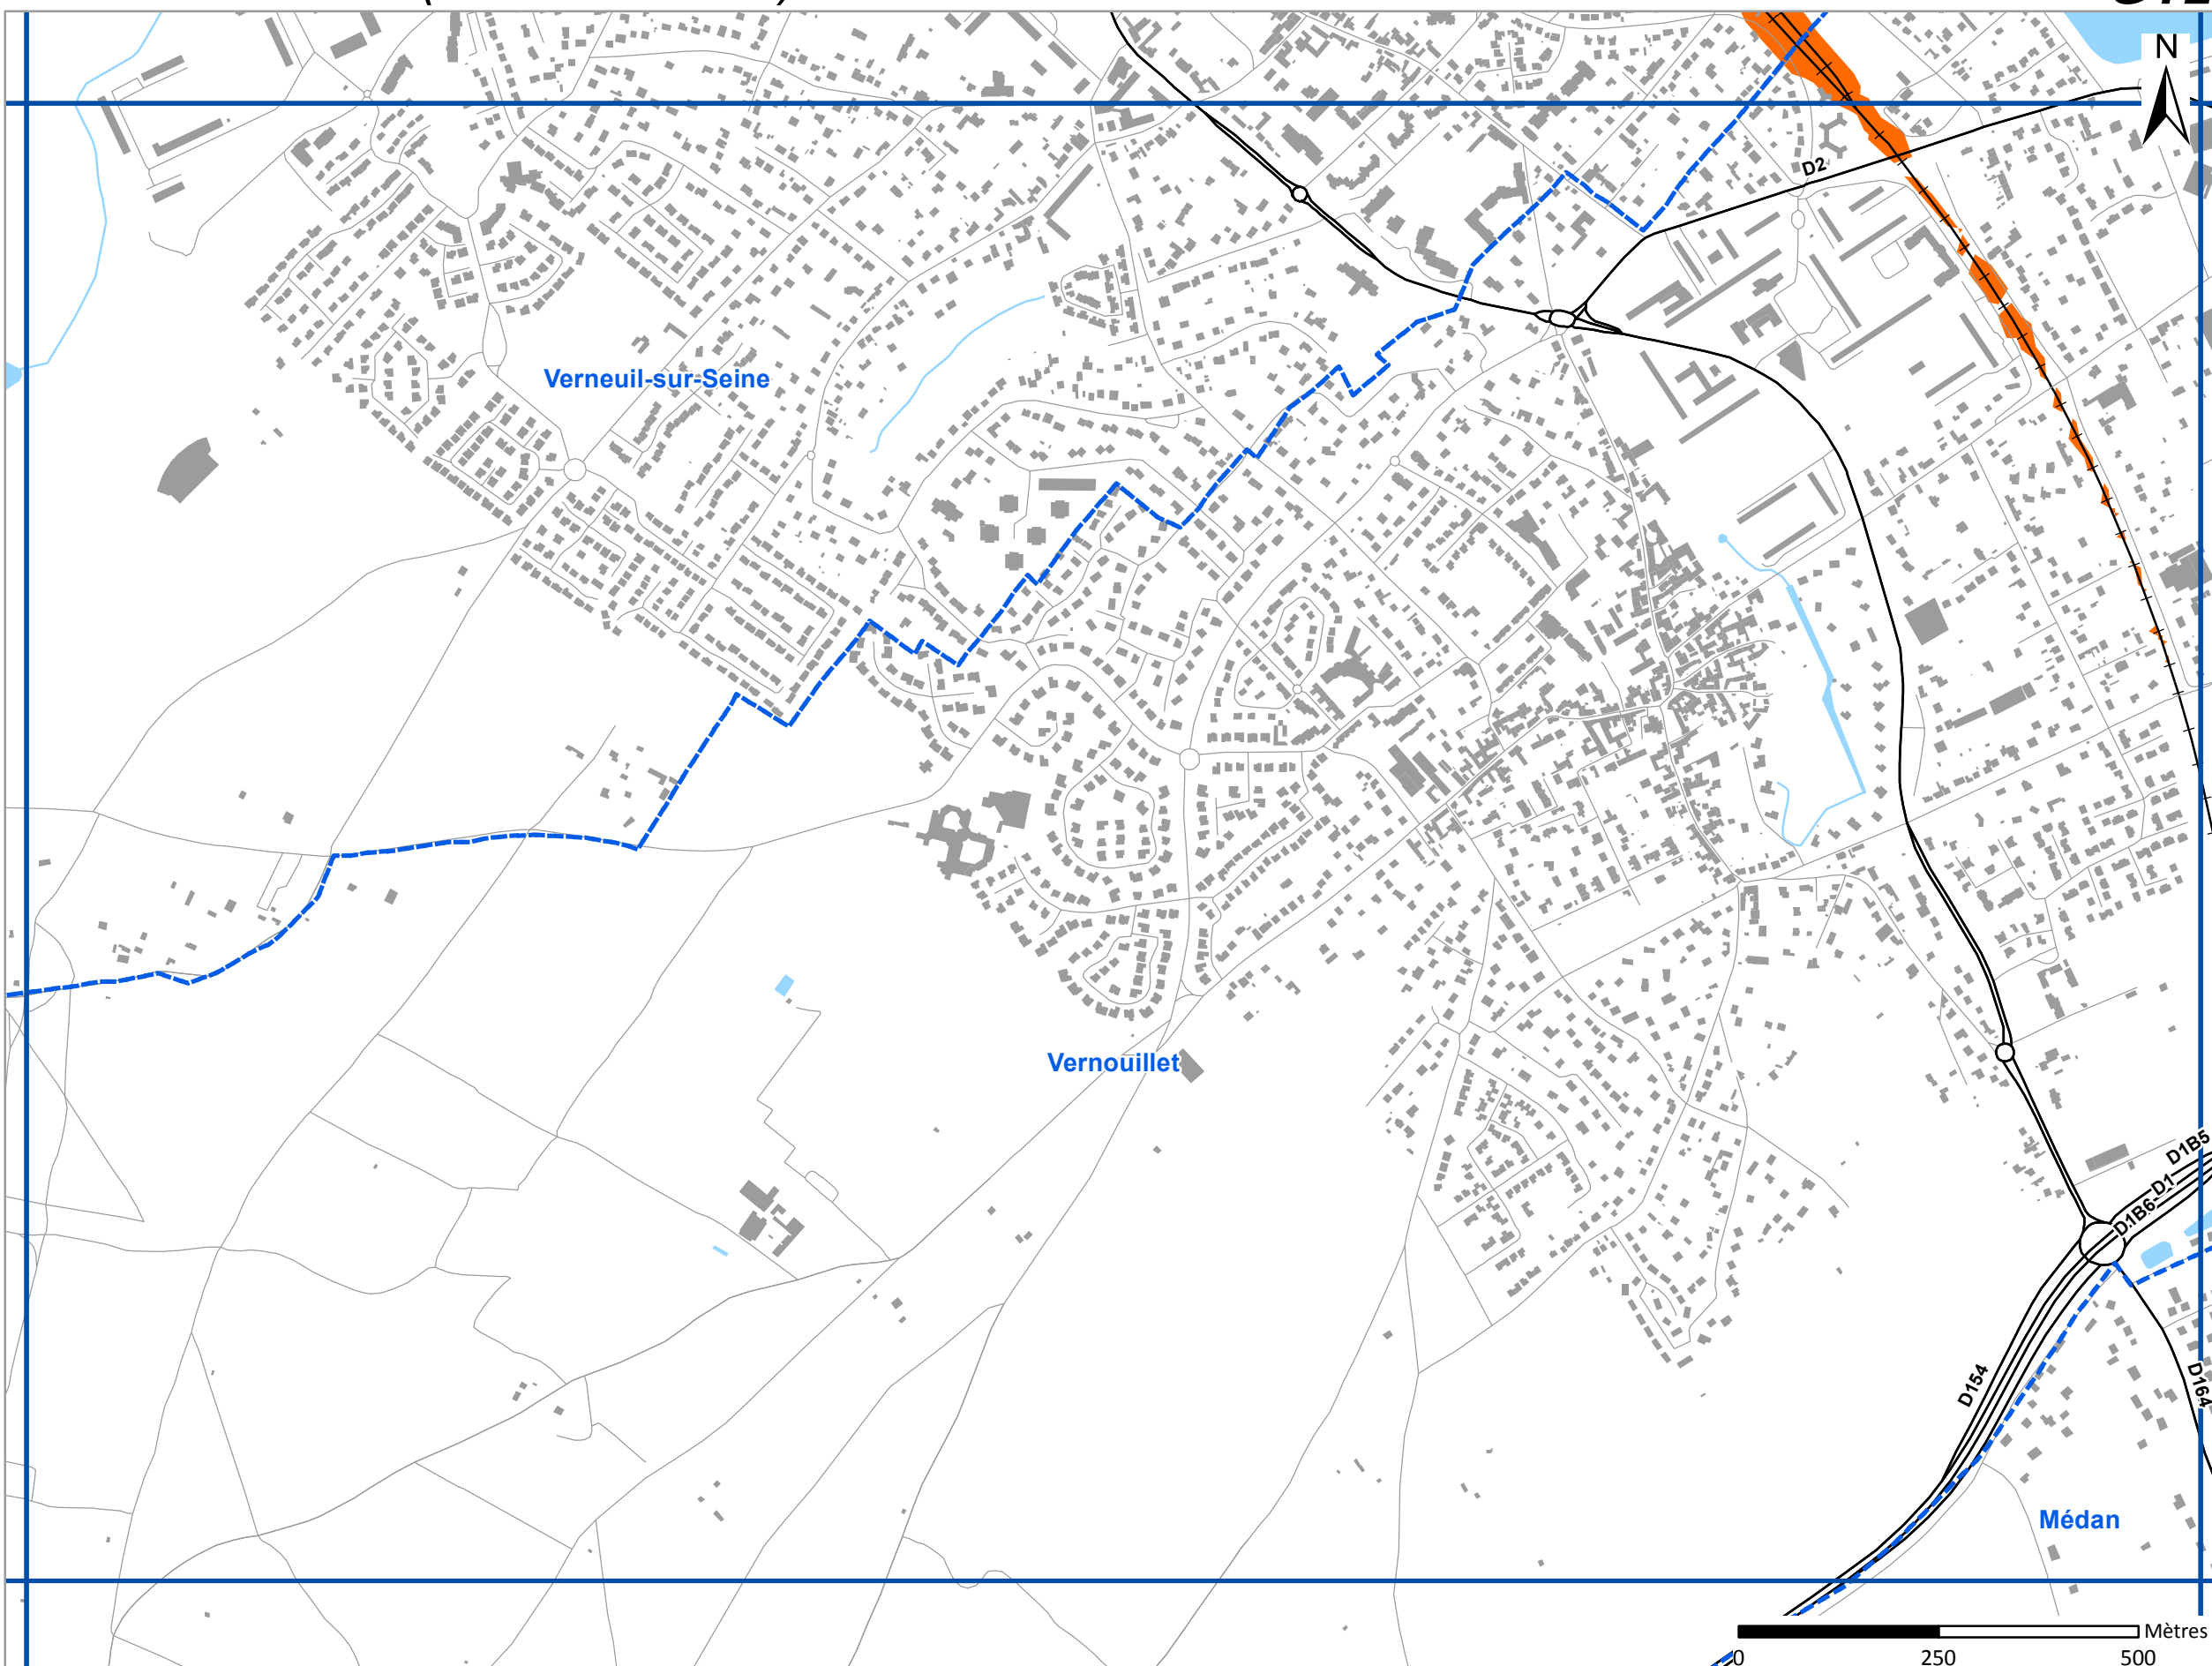 N
D2
Verneuil-sur-Seine
Vernouillet
D1B5
D1
D1B6
D154
D164
Médan
Mètres
0 250 500